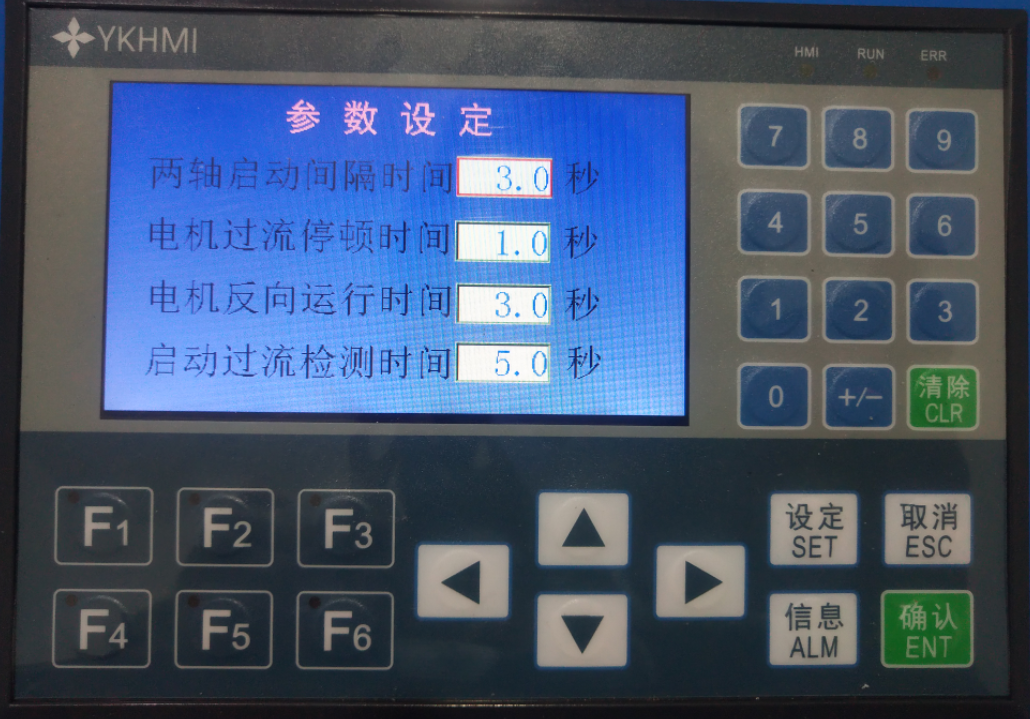 YKHMI
HMI RUN ERR
参数设定
两轴启动间隔时间 3.0 秒
电机过流停顿时间 1.0 秒
电机反向运行时间 3.0 秒
启动过流检测时间 5.0 秒
7 8 9
4 5 6
1 2 3
0 +/- 清除 CLR
F1 F2 F3
设定 SET
取消 ESC
F4 F5 F6
信息 ALM
确认 ENT